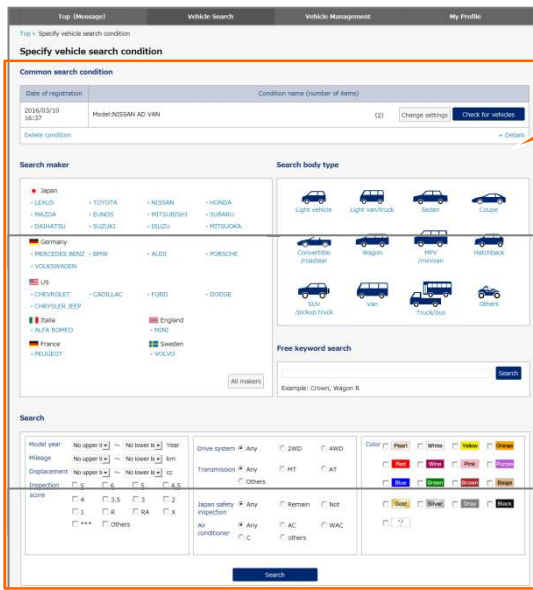 Top (Message) Vehicle Search Vehicle Management My Profile
Top > Specify vehicle search condition
Specify vehicle search condition
Common search condition
Date of registration Condition name (number of items)
2016/03/10 16:37 Model:NISSAN AD VAN (2) Change settings Check for vehicles
Delete condition + Details
Search maker
Japan
LEXUS TOYOTA NISSAN HONDA
MAZDA EUNOS MITSUBISHI SUBARU
DAIHATSU SUZUKI ISUZU MITSUOKA
Germany
MERCEDES BENZ BMW AUDI PORSCHE
VOLKSWAGEN
US
CHEVROLET CADILLAC FORD DODGE
CHRYSLER JEEP
Italia England
ALFA ROMEO MINI
France Sweden
PEUGEOT VOLVO
All makers
Search body type
Light vehicle Light van/truck Sedan Coupe
Convertible /roadster Wagon MPV /minivan Hatchback
SUV /pickup truck Van Truck/bus Others
Free keyword search
Search
Example: Crown, Wagon R
Search
Model year No upper li ~ No lower li Year
Mileage No upper li ~ No lower li km
Displacement No upper li ~ No lower li cc
Inspection score S 6 5 4.5
4 3.5 3 2
1 R RA X
*** Others
Drive system Any 2WD 4WD
Transmission Any MT AT
Others
Japan safety inspection Any Remain Not
Air conditioner Any AC WAC
C others
Color Pearl White Yellow Orange
Red Wine Pink Purple
Blue Green Brown Beige
Gold Silver Gray Black
?
Search